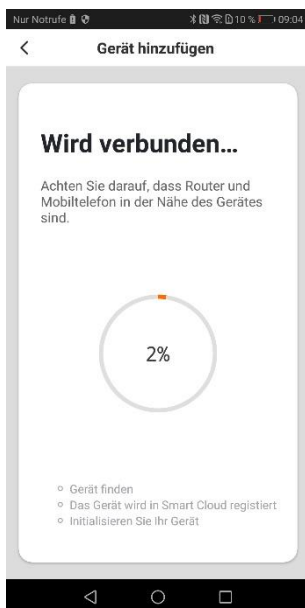 Nur Notrufe 10 % 09:04
Gerät hinzufügen
Wird verbunden...
Achten Sie darauf, dass Router und
Mobiltelefon in der Nähe des Gerätes
sind.
2%
Gerät finden
Das Gerät wird in Smart Cloud registiert
Initialisieren Sie Ihr Gerät